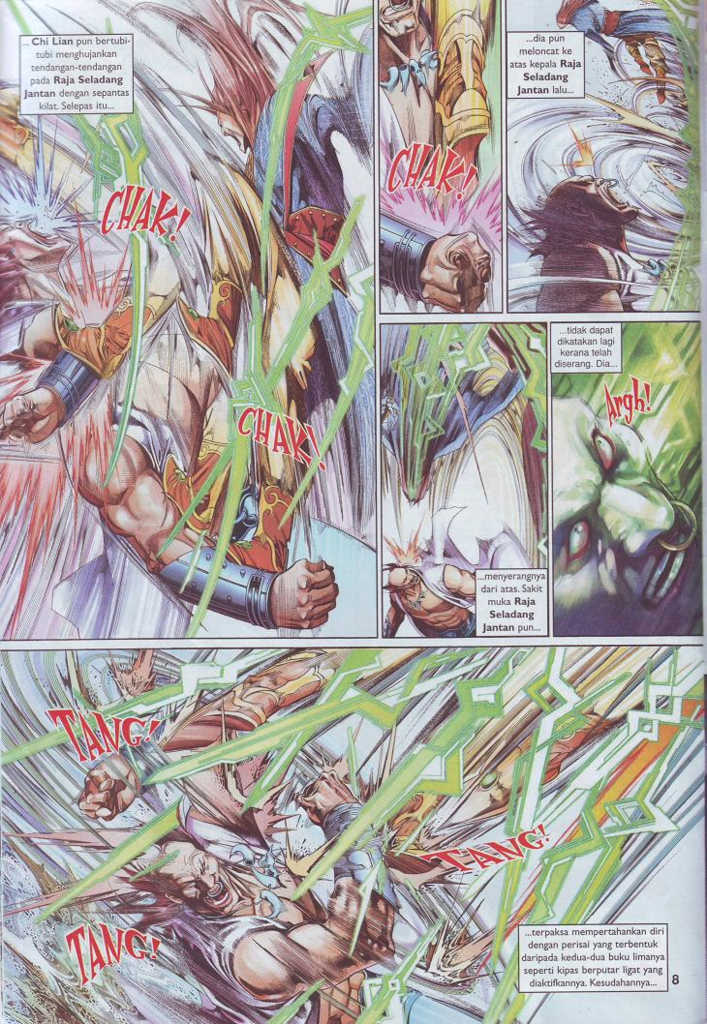 ... Chi Lian pun bertubi-
tubi menghujankan
tendangan-tendangan
pada Raja Seladang
Jantan dengan sepantas
kilat. Selepas itu...
CHAK!
CHAK!
CHAK!
...dia pun
meloncat ke
atas kepala Raja
Seladang
Jantan lalu...
...menyerangnya
dari atas. Sakit
muka Raja
Seladang
Jantan pun...
...tidak dapat
dikatakan lagi
kerana telah
diserang. Dia...
Argh!
TANG!
TANG!
TANG!
...terpaksa mempertahankan diri
dengan perisai yang terbentuk
daripada kedua-dua buku limanya
seperti kipas berputar ligat yang
diaktifkannya. Kesudahannya...
8